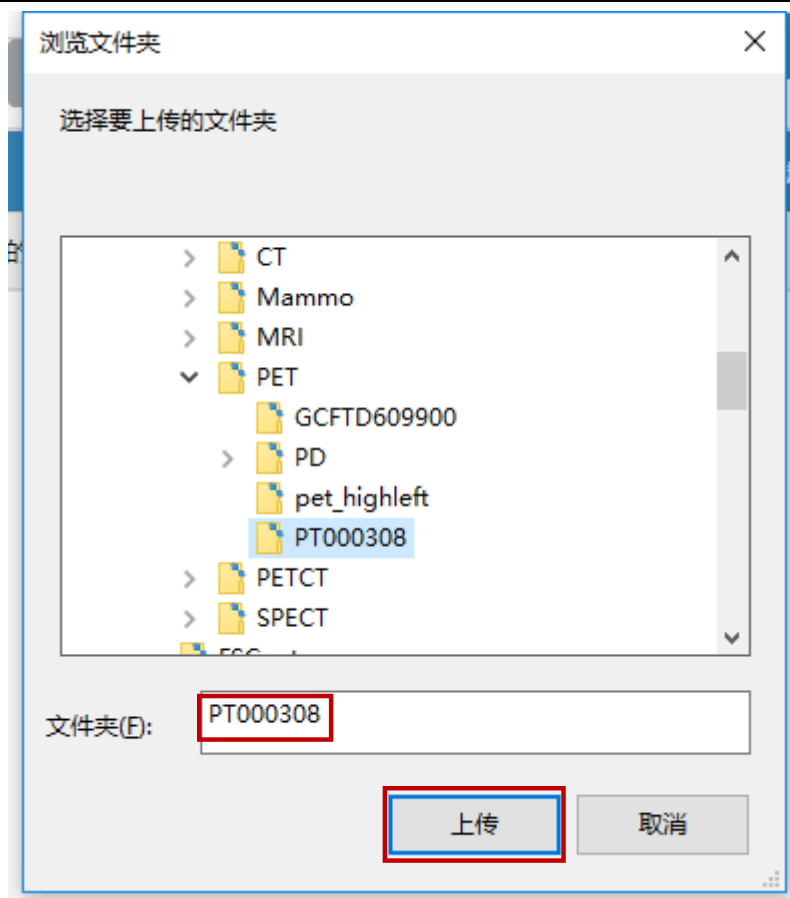 浏览文件夹
选择要上传的文件夹
CT
Mammo
MRI
PET
GCFTD609900
PD
pet_highleft
PT000308
PETCT
SPECT
文件夹(F):
PT000308
上传
取消